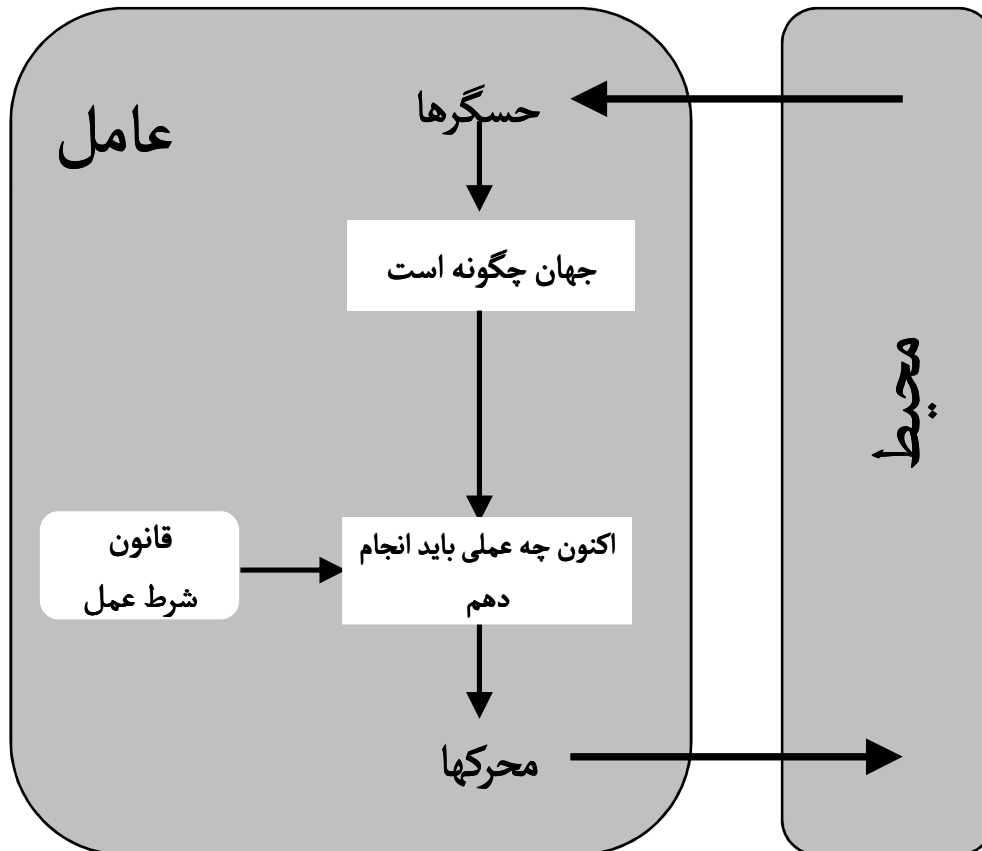 عامل
حسگرها
جهان چگونه است
محیط
قانون
شرط عمل
اکنون چه عملی باید انجام
دهم
محرکها